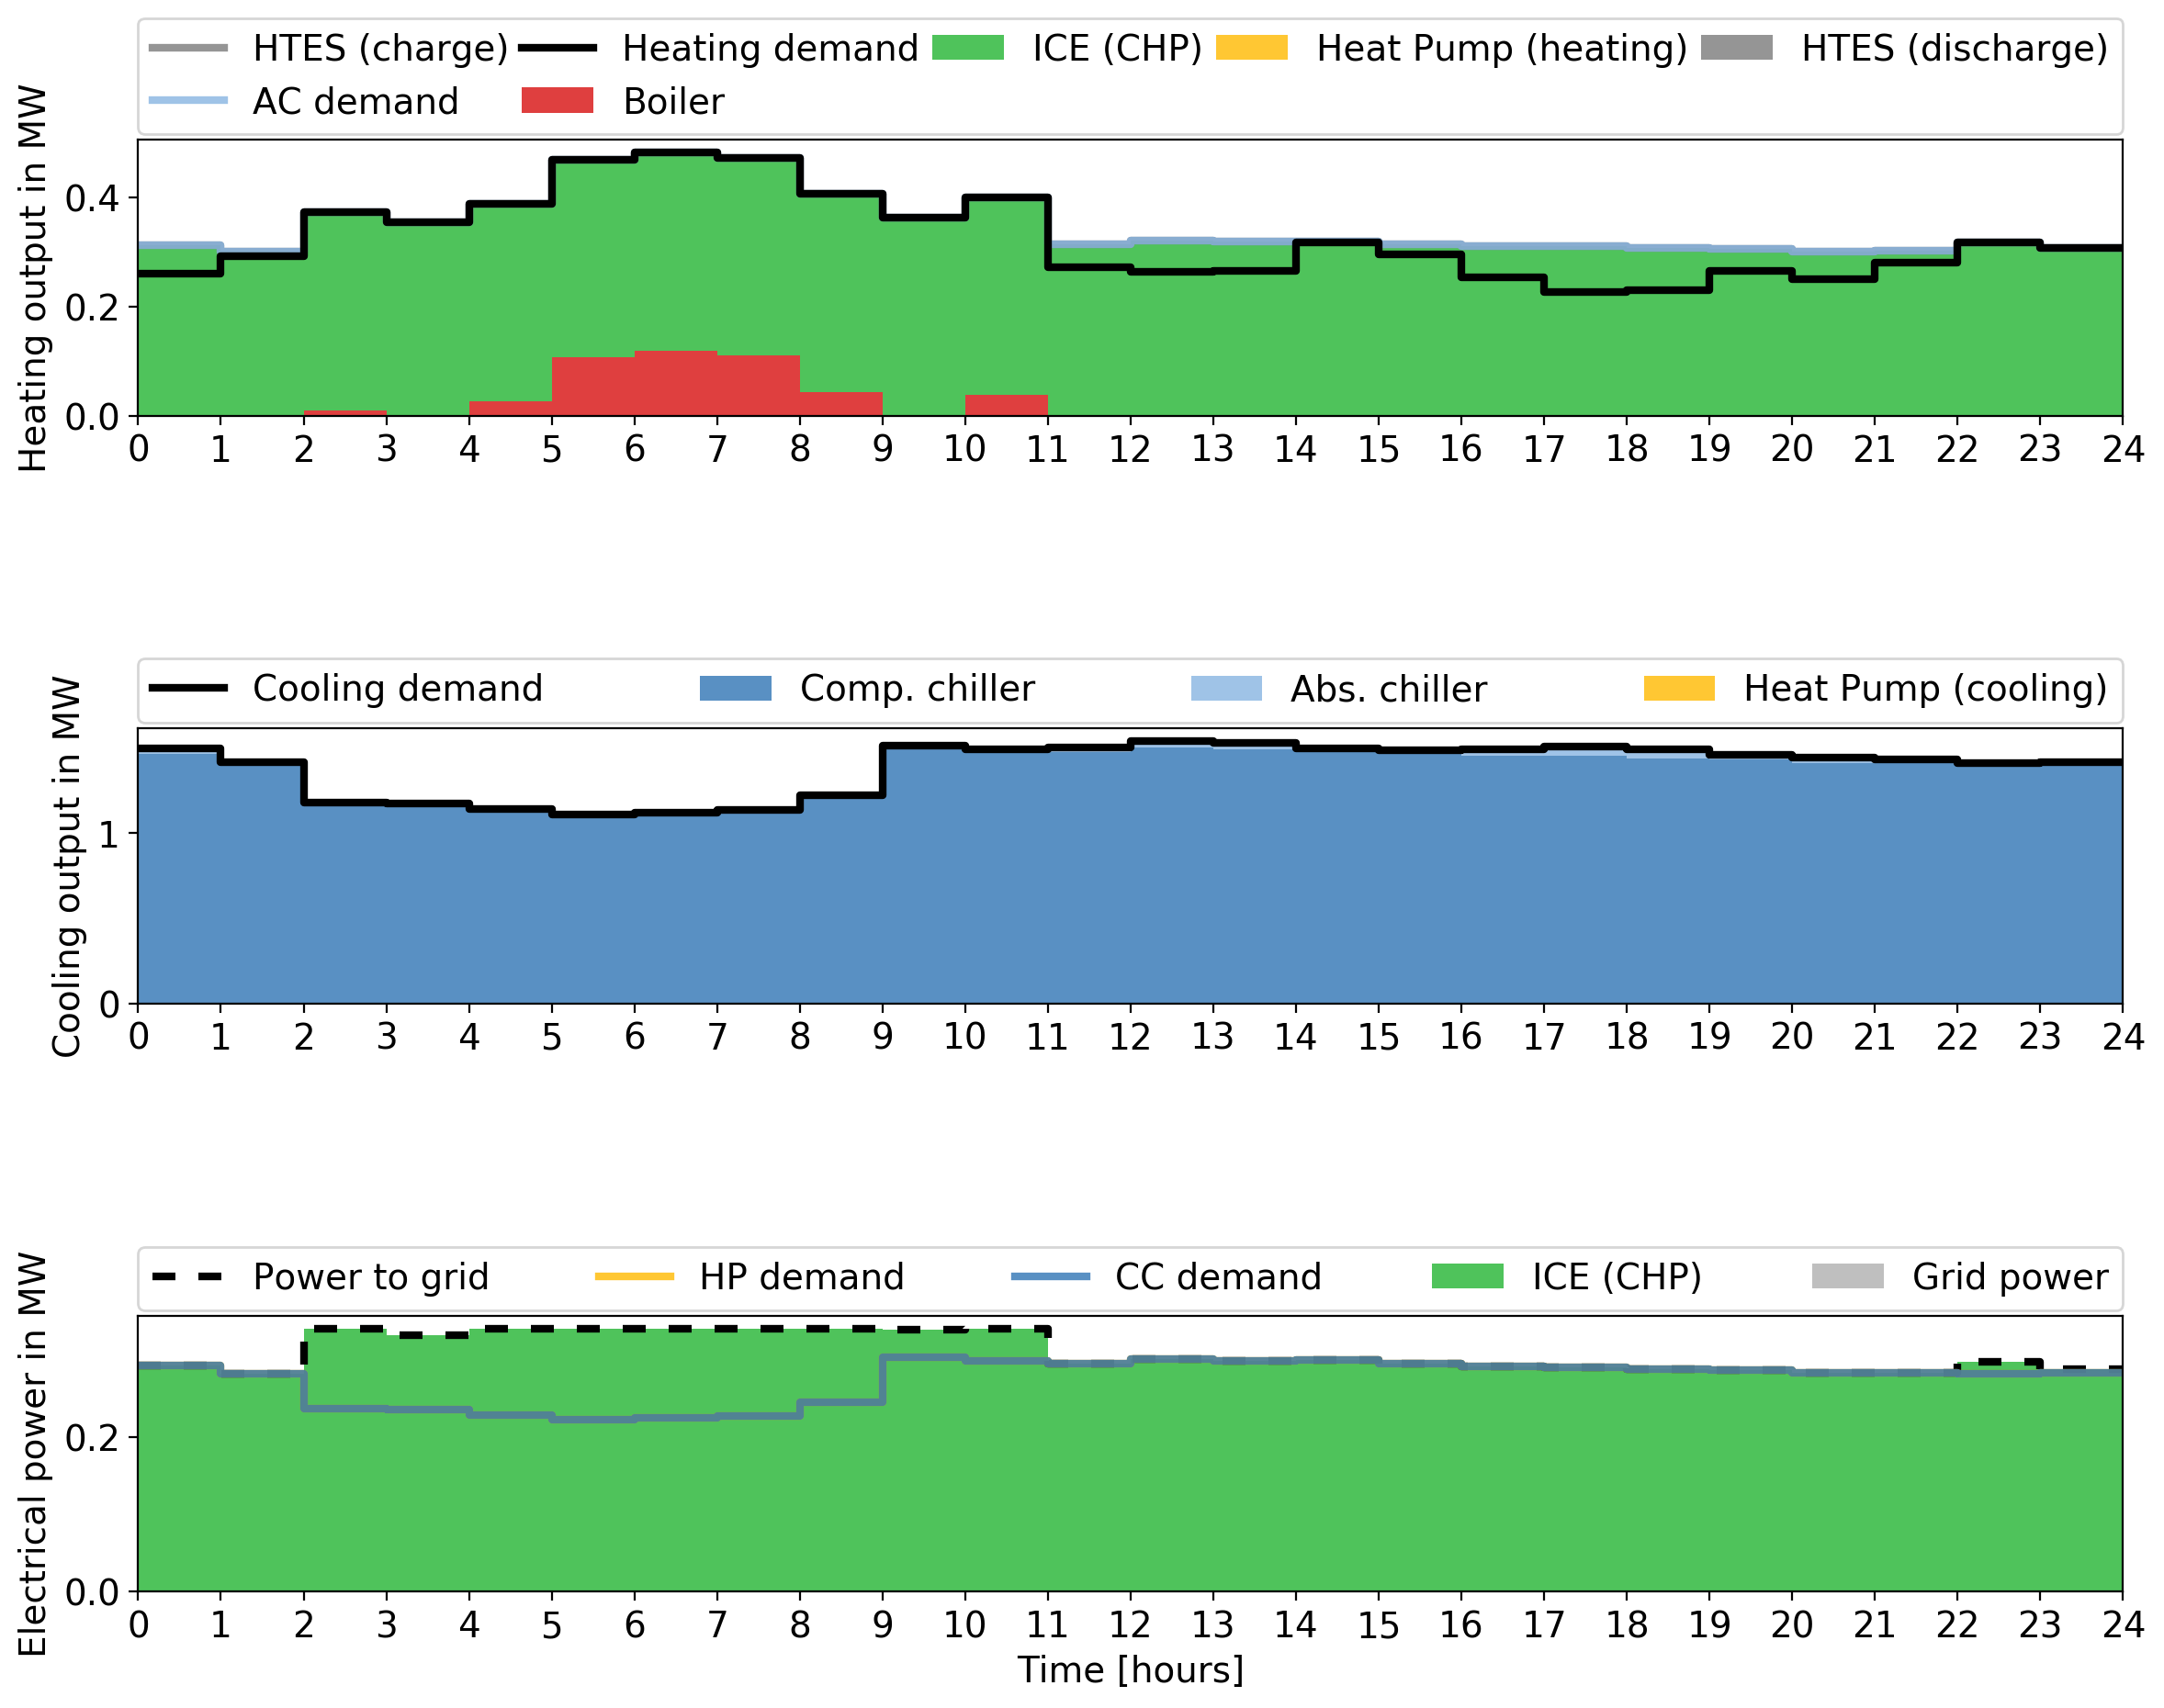 HTES (charge) Heating demand ICE (CHP) Heat Pump (heating) HTES (discharge)
AC demand Boiler
Heating output in MW
0.4
0.2
0.0
0 1 2 3 4 5 6 7 8 9 10 11 12 13 14 15 16 17 18 19 20 21 22 23 24
Cooling demand Comp. chiller Abs. chiller Heat Pump (cooling)
Cooling output in MW
1
0
0 1 2 3 4 5 6 7 8 9 10 11 12 13 14 15 16 17 18 19 20 21 22 23 24
Power to grid HP demand CC demand ICE (CHP) Grid power
Electrical power in MW
0.2
0.0
0 1 2 3 4 5 6 7 8 9 10 11 12 13 14 15 16 17 18 19 20 21 22 23 24
Time [hours]